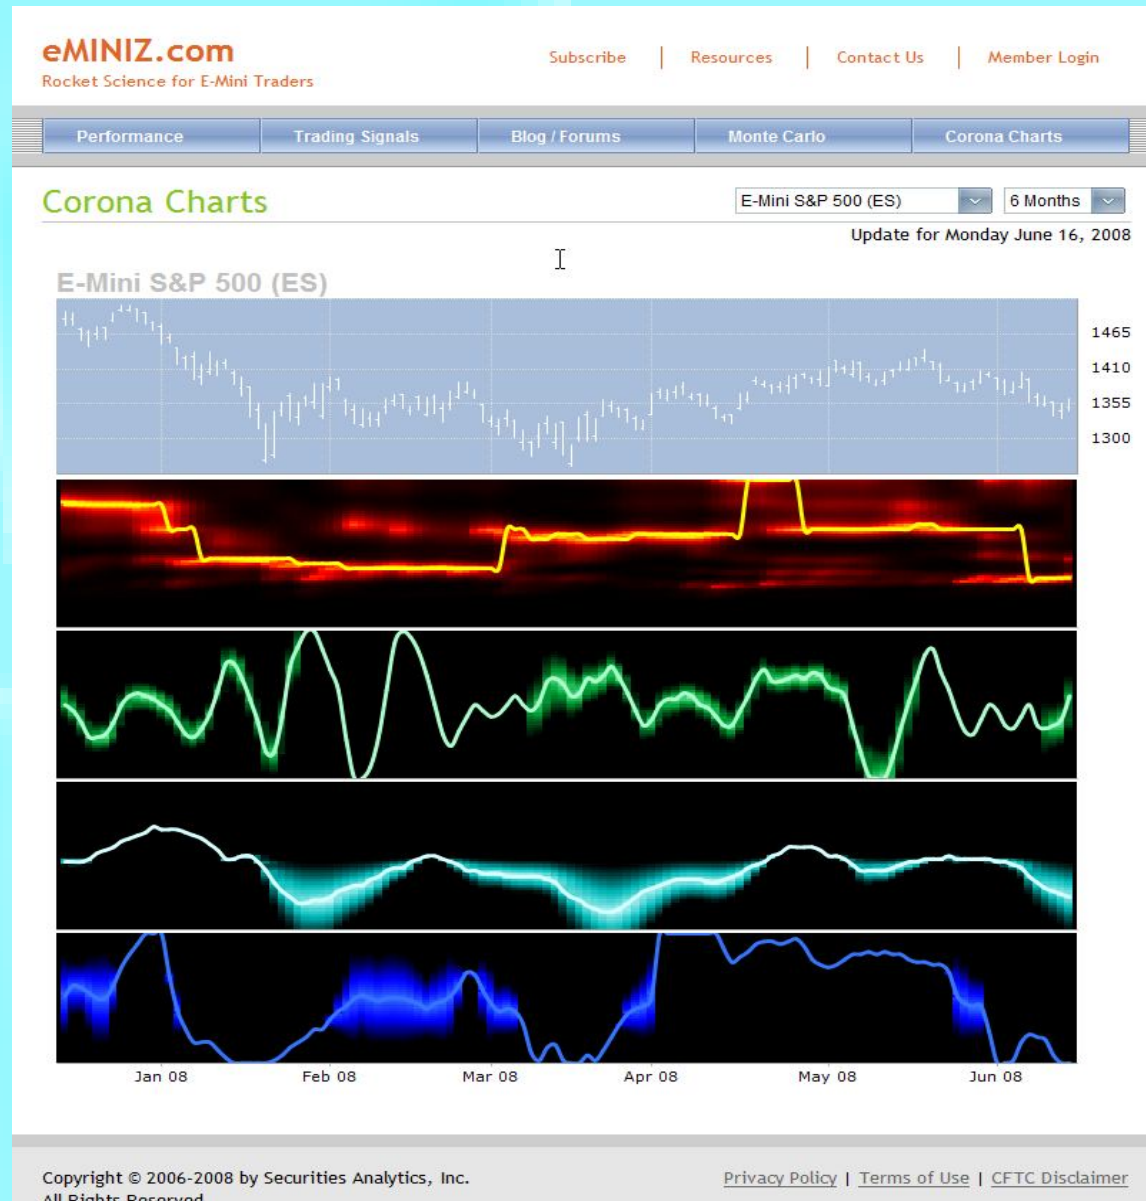 eMINIZ.com
Rocket Science for E-Mini Traders
Subscribe | Resources | Contact Us | Member Login
Performance
Trading Signals
Blog / Forums
Monte Carlo
Corona Charts
Corona Charts
E-Mini S&P 500 (ES)
6 Months
Update for Monday June 16, 2008
E-Mini S&P 500 (ES)
1465
1410
1355
1300
Jan 08
Feb 08
Mar 08
Apr 08
May 08
Jun 08
Copyright © 2006-2008 by Securities Analytics, Inc.
All Rights Reserved
Privacy Policy | Terms of Use | CFTC Disclaimer